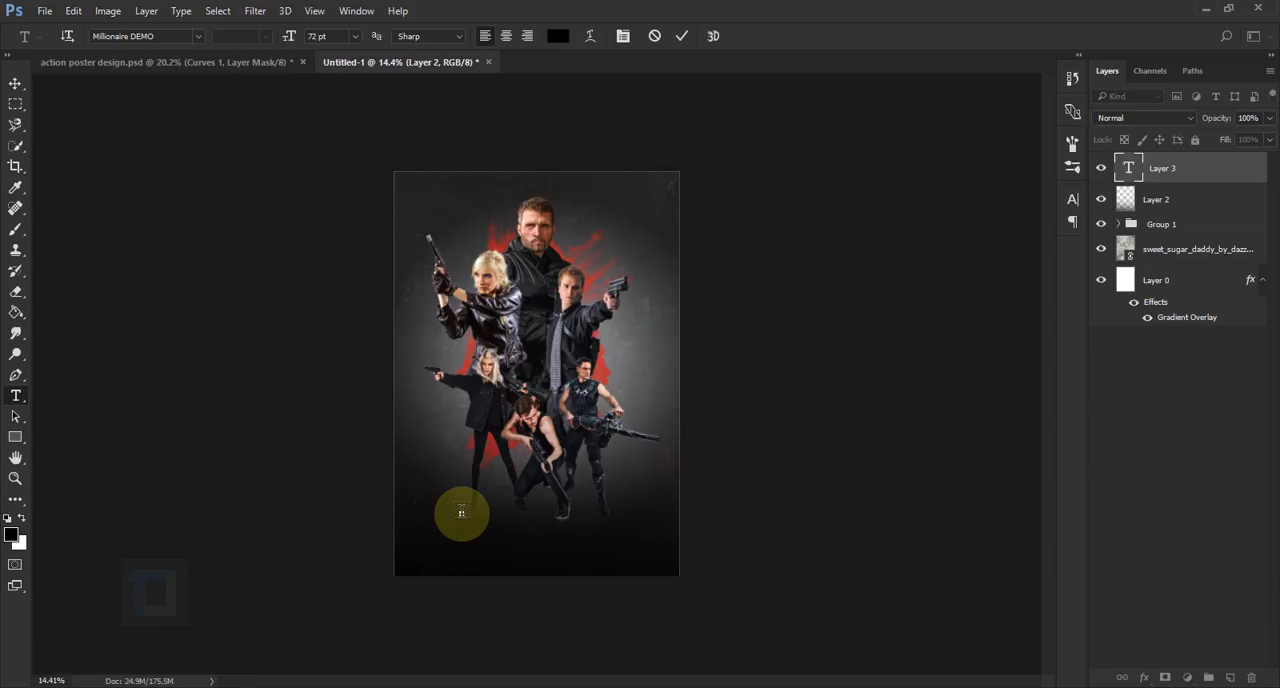 Ps File Edit Image Layer Type Select Filter 3D View Window Help
T Millionaire DEMO 72 pt Sharp 3D
action poster design.psd @ 20.2% (Curves 1, Layer Mask/8) * × Untitled-1 @ 14.4% (Layer 2, RGB/8) * ×
Layers Channels Paths
Kind
Normal Opacity: 100%
Lock: Fill: 100%
T Layer 3
Layer 2
Group 1
sweet_sugar_daddy_by_dazz...
Layer 0 fx
Effects
Gradient Overlay
14.41% Doc: 24.9M/175.5M